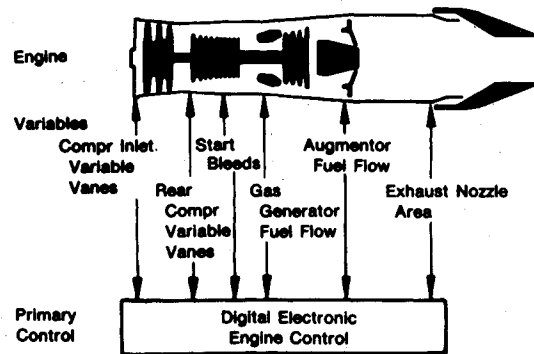 Engine
Variables
Compr Inlet
Variable
Vanes
Start
Bleeds
Augmentor
Fuel Flow
Rear
Compr
Variable
Vanes
Gas
Generator
Fuel Flow
Exhaust Nozzle
Area
Primary
Control
Digital Electronic
Engine Control